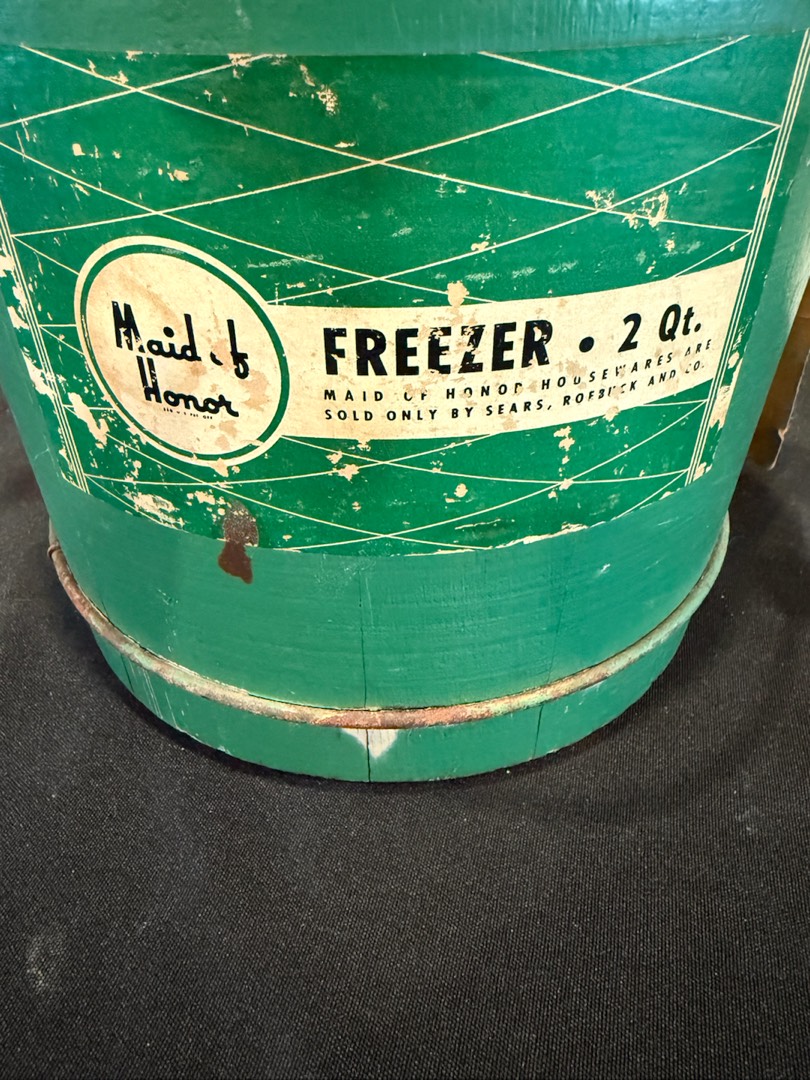 Maid of
Honor
FREEZER • 2 Qt.
MAID OF HONOR HOUSEWARES ARE
SOLD ONLY BY SEARS, ROEBUCK AND CO.